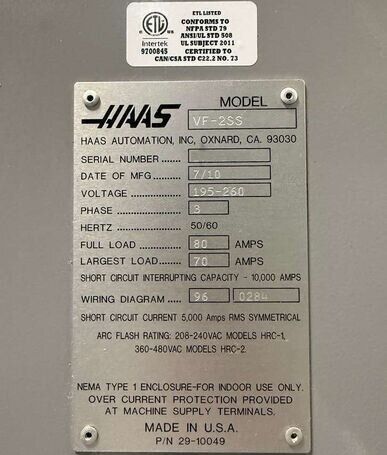 ETL LISTED
CONFORMS TO
NFPA STD 79
ANSI/UL STD 508
UL SUBJECT 2011
CERTIFIED TO
CAN/CSA STD C22.2 NO. 73
ETL
Intertek
9700845
MODEL
HAAS VF-2SS
HAAS AUTOMATION, INC, OXNARD, CA. 93030
SERIAL NUMBER
DATE OF MFG 7/10
VOLTAGE 195-260
PHASE 3
HERTZ 50/60
FULL LOAD 80 AMPS
LARGEST LOAD 70 AMPS
SHORT CIRCUIT INTERRUPTING CAPACITY - 10,000 AMPS
WIRING DIAGRAM 96 0284
SHORT CIRCUIT CURRENT 5,000 Amps RMS SYMMETRICAL
ARC FLASH RATING: 208-240VAC MODELS HRC-1,
360-480VAC MODELS HRC-2.
NEMA TYPE 1 ENCLOSURE-FOR INDOOR USE ONLY.
OVER CURRENT PROTECTION PROVIDED
AT MACHINE SUPPLY TERMINALS.
MADE IN U.S.A.
P/N 29-10049